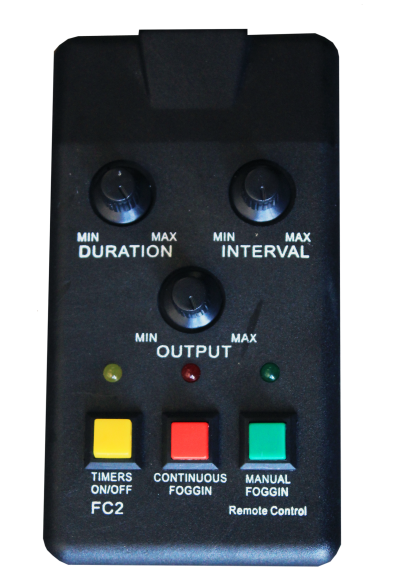 MIN MAX MIN MAX
DURATION INTERVAL
MIN MAX
OUTPUT
TIMERS CONTINUOUS MANUAL
ON/OFF FOGGIN FOGGIN
FC2 Remote Control